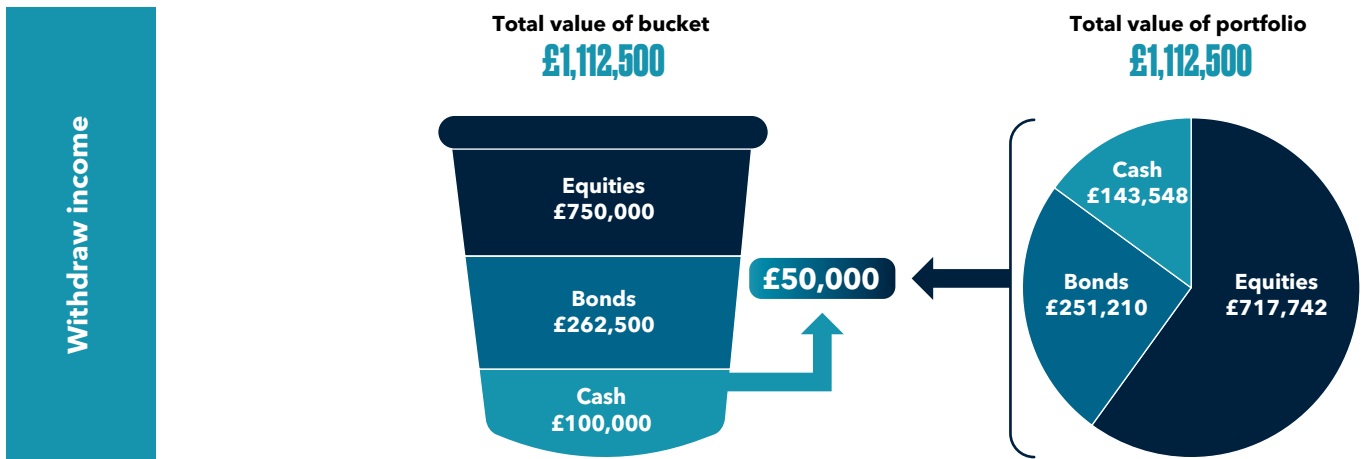 Withdraw income
Total value of bucket
£1,112,500
Equities
£750,000
Bonds
£262,500
Cash
£100,000
£50,000
Total value of portfolio
£1,112,500
Cash
£143,548
Bonds
£251,210
Equities
£717,742